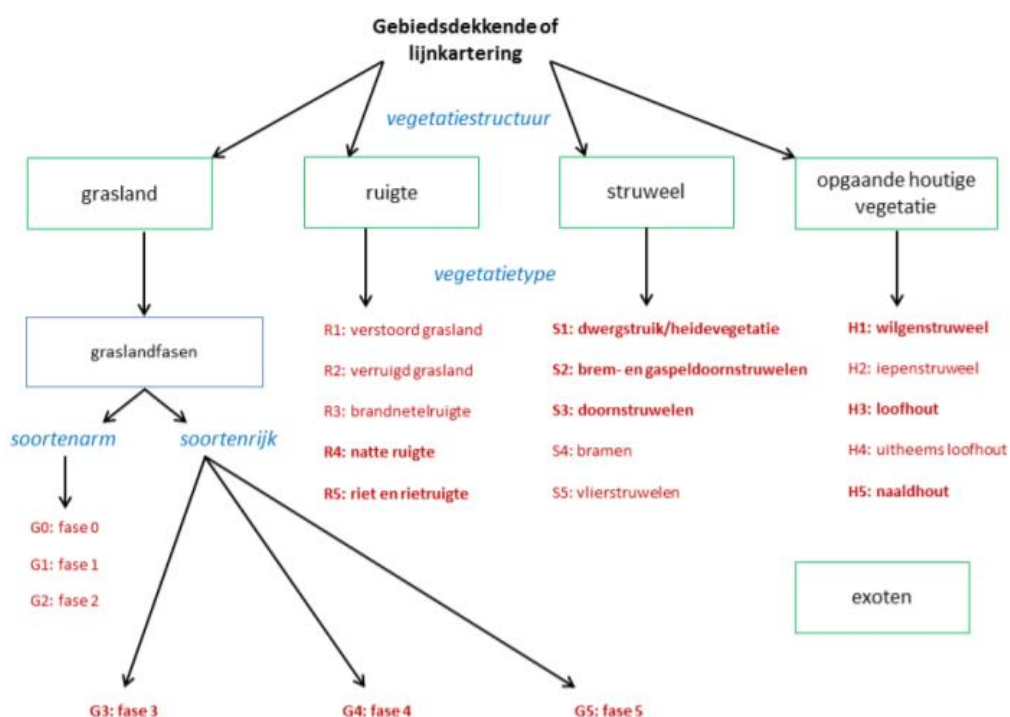 Gebiedsdekkende of
lijnkartering
vegetatiestructuur
grasland
ruigte
struweel
opgaande houtige
vegetatie
vegetatietype
graslandfasen
soortenarm
soortenrijk
G0: fase 0
G1: fase 1
G2: fase 2
G3: fase 3
G4: fase 4
G5: fase 5
R1: verstoord grasland
R2: verruigd grasland
R3: brandnetelruigte
R4: natte ruigte
R5: riet en rietruigte
S1: dwergstruik/heidevegetatie
S2: brem- en gaspeldoornstruwelen
S3: doornstruwelen
S4: bramen
S5: vlierstruwelen
H1: wilgenstruweel
H2: iepenstruweel
H3: loofhout
H4: uitheems loofhout
H5: naaldhout
exoten